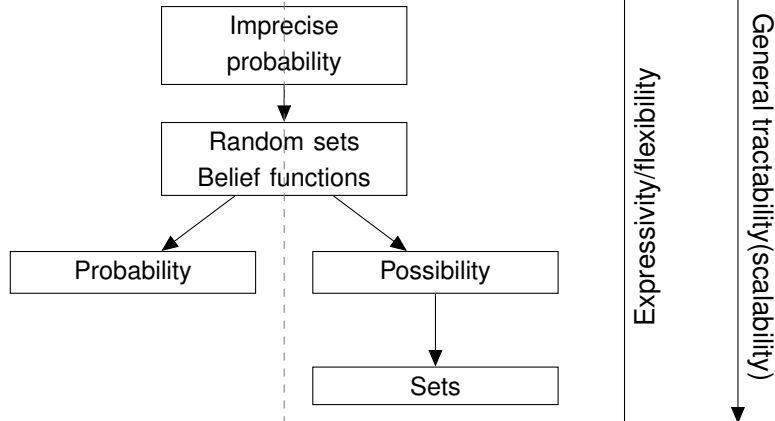 Imprecise
probability
Random sets
Belief functions
Probability
Possibility
Sets
Expressivity/flexibility
General tractability(scalability)